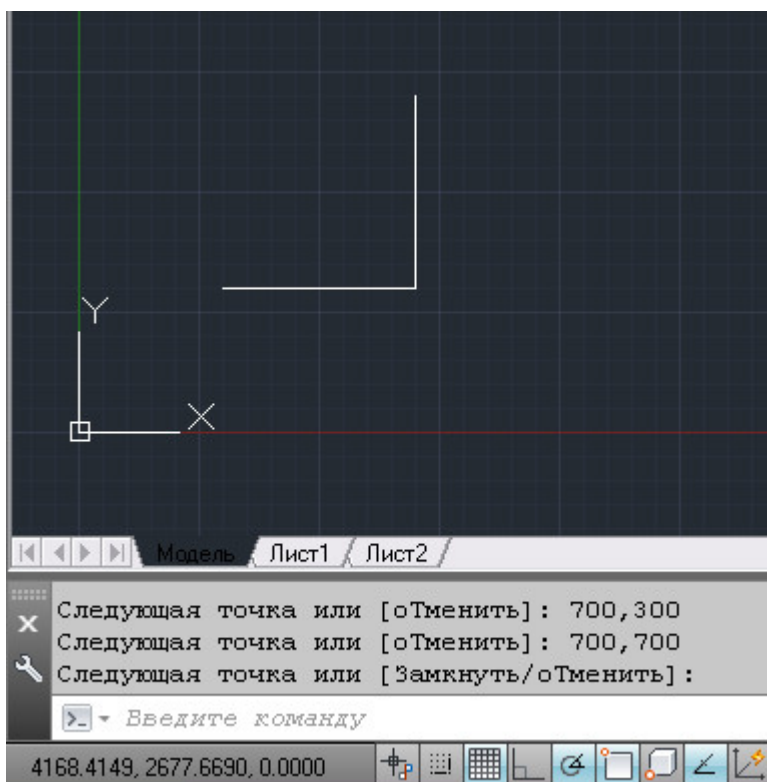 Y
X
Модель Лист1 Лист2
Следующая точка или [оТменить]: 700,300
Следующая точка или [оТменить]: 700,700
Следующая точка или [Замкнуть/оТменить]:
Введите команду
4168.4149, 2677.6690, 0.0000